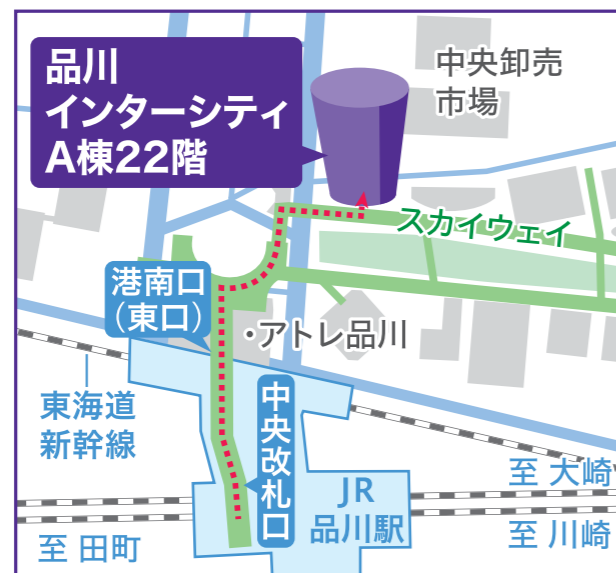 品川
インターシティ
A棟22階
中央卸売
市場
スカイウェイ
港南口
（東口）
・アトレ品川
東海道
新幹線
中央改札口
JR
品川駅
至 大崎
至 田町
至 川崎